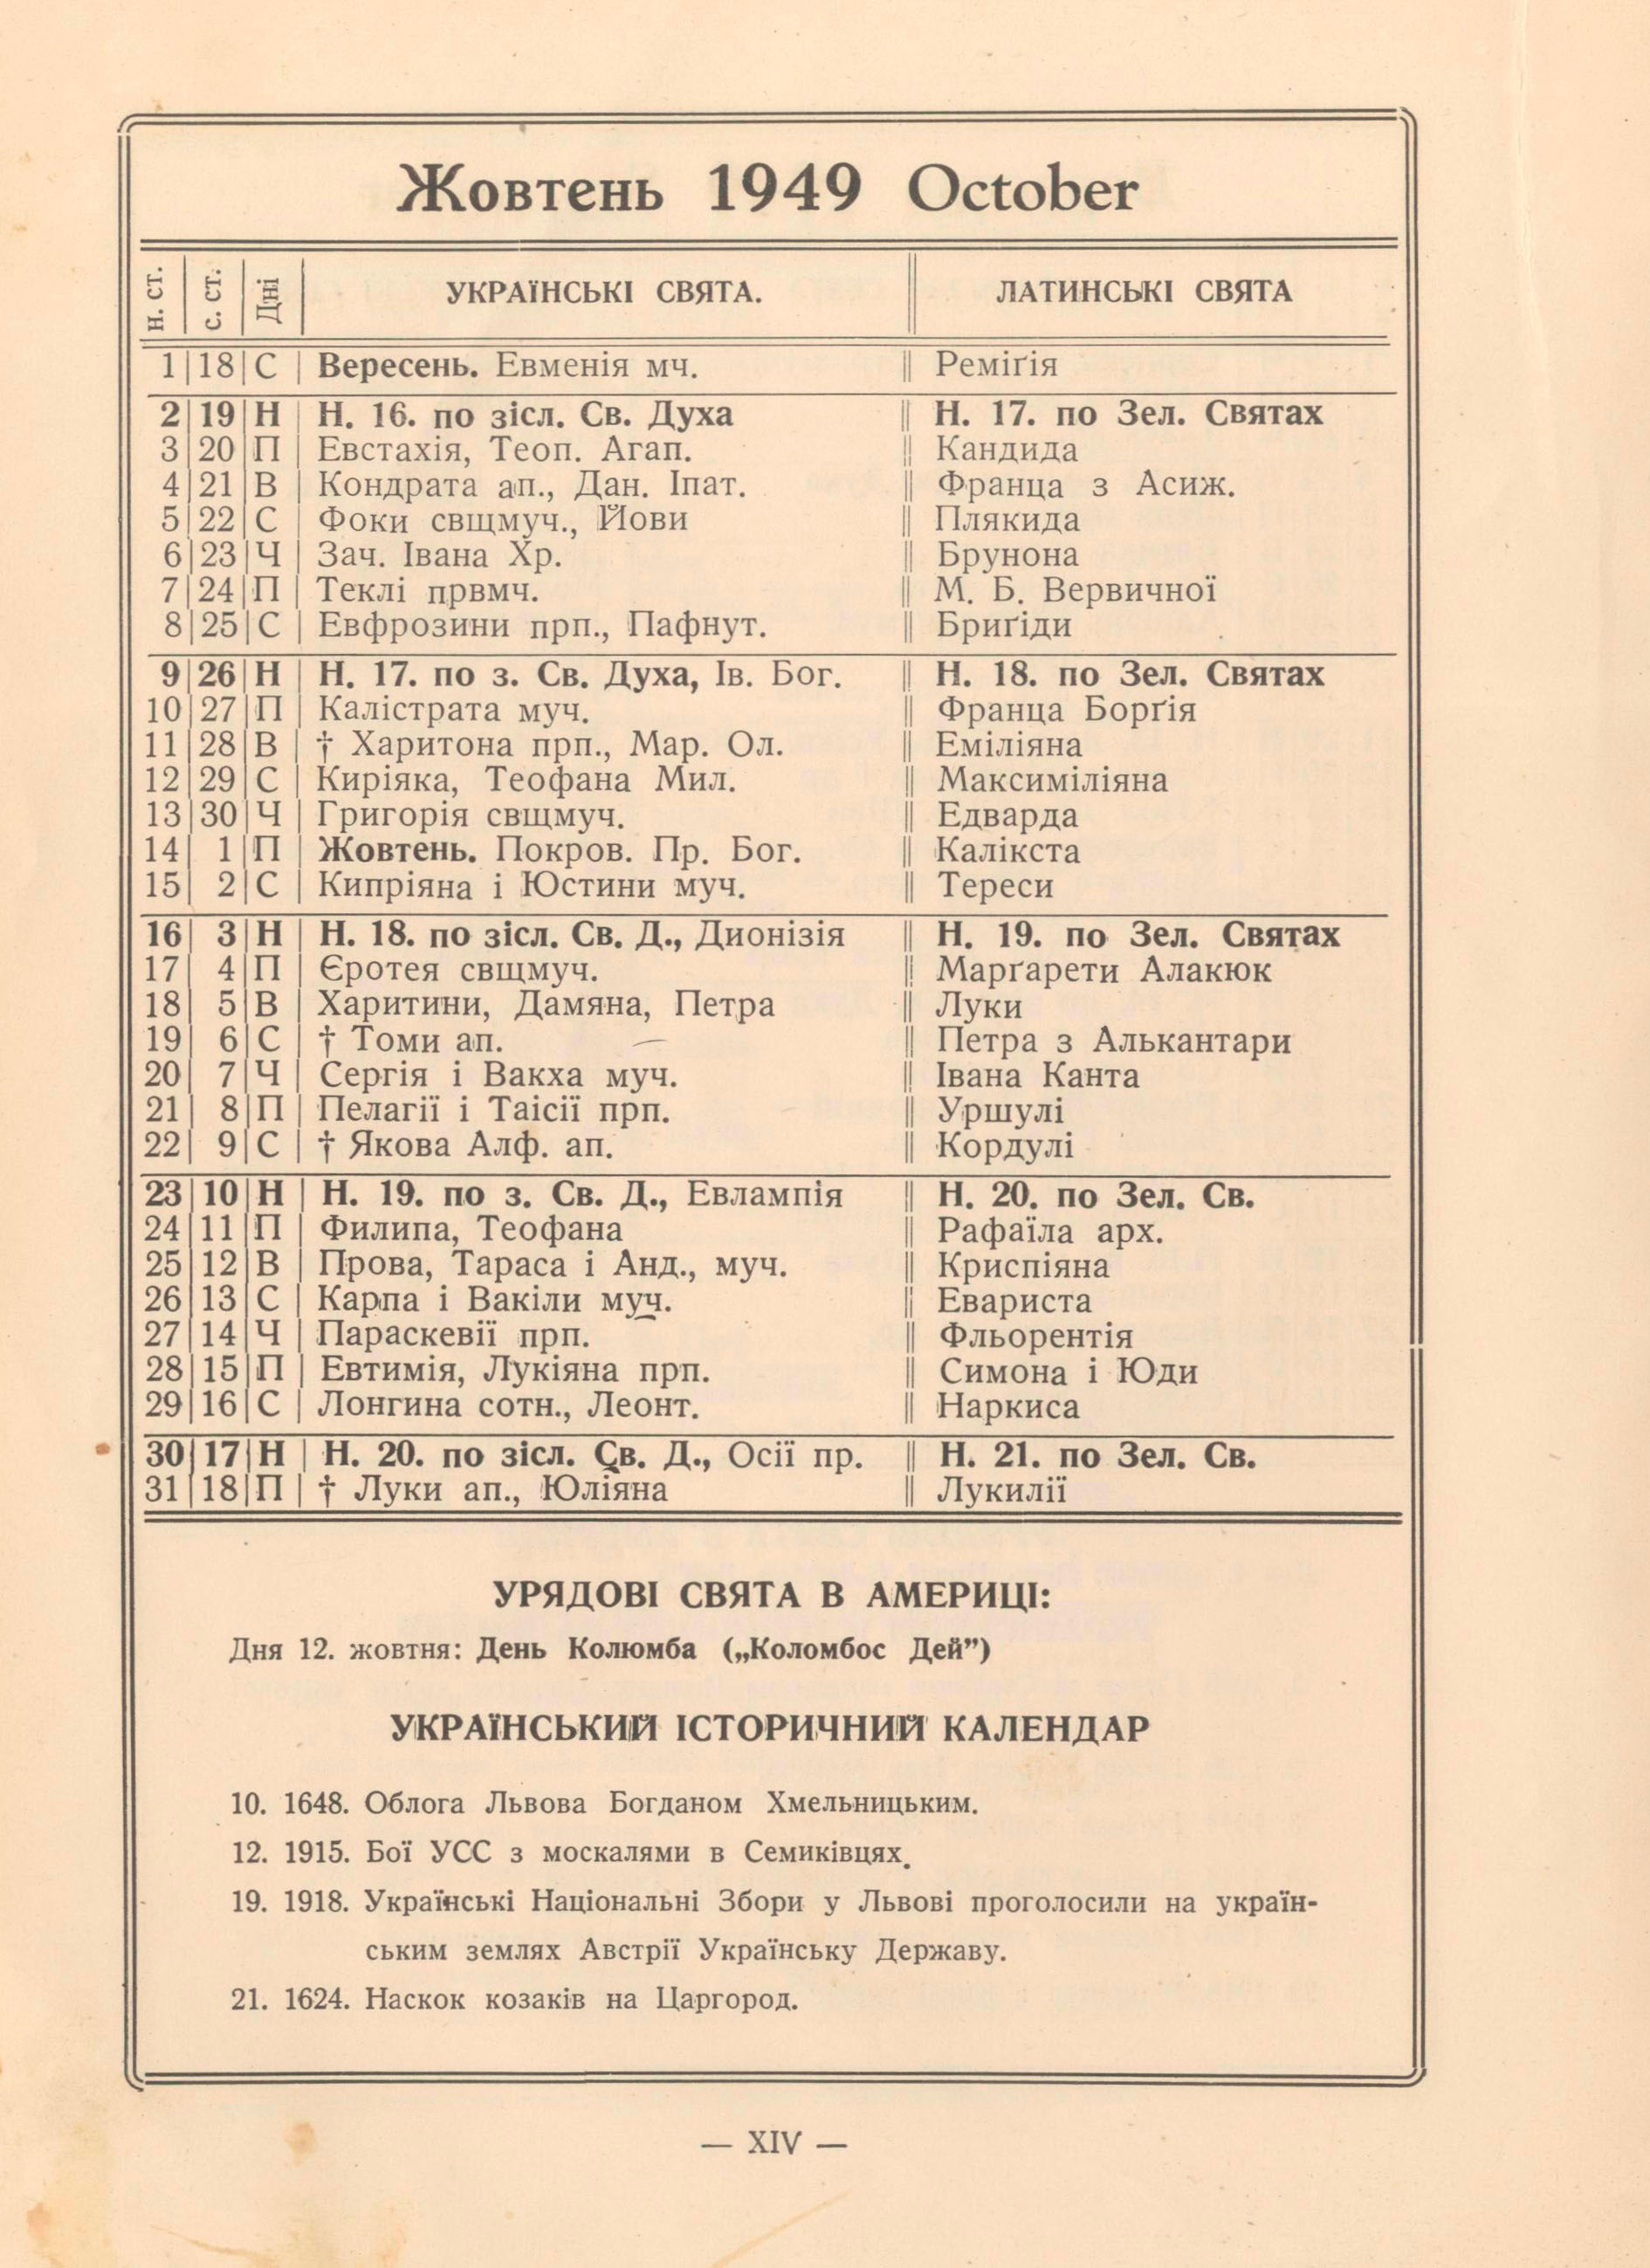 Жовтень 1949 October
н. ст. с. ст. Дні УКРАЇНСЬКІ СВЯТА. ЛАТИНСЬКІ СВЯТА
1 18 С Вересень. Евменія мч. Реміґія
2 19 Н Н. 16. по зісл. Св. Духа Н. 17. по Зел. Святах
3 20 П Евстахія, Теоп. Агап. Кандида
4 21 В Кондрата ап., Дан. Іпат. Франца з Асиж.
5 22 С Фоки свщмуч., Йови Плякида
6 23 Ч Зач. Івана Хр. Брунона
7 24 П Теклі првмч. М. Б. Вервичної
8 25 С Евфрозини прп., Пафнут. Бриґіди
9 26 Н Н. 17. по з. Св. Духа, Ів. Бог. Н. 18. по Зел. Святах
10 27 П Калістрата муч. Франца Борґія
11 28 В † Харитона прп., Мар. Ол. Еміліяна
12 29 С Киріяка, Теофана Мил. Максиміліяна
13 30 Ч Григорія свщмуч. Едварда
14 1 П Жовтень. Покров. Пр. Бог. Калікста
15 2 С Кипріяна і Юстини муч. Тереси
16 3 Н Н. 18. по зісл. Св. Д., Дионізія Н. 19. по Зел. Святах
17 4 П Єротея свщмуч. Марґарети Алакюк
18 5 В Харитини, Дамяна, Петра Луки
19 6 С † Томи ап. Петра з Алькантари
20 7 Ч Сергія і Вакха муч. Івана Канта
21 8 П Пелагії і Таісії прп. Уршулі
22 9 С † Якова Алф. ап. Кордулі
23 10 Н Н. 19. по з. Св. Д., Евлампія Н. 20. по Зел. Св.
24 11 П Филипа, Теофана Рафаїла арх.
25 12 В Прова, Тараса і Анд., муч. Криспіяна
26 13 С Карпа і Вакіли муч. Евариста
27 14 Ч Параскевії прп. Фльорентія
28 15 П Евтимія, Лукіяна прп. Симона і Юди
29 16 С Лонгина сотн., Леонт. Наркиса
30 17 Н Н. 20. по зісл. Св. Д., Осії пр. Н. 21. по Зел. Св.
31 18 П † Луки ап., Юліяна Лукилії
УРЯДОВІ СВЯТА В АМЕРИЦІ:
Дня 12. жовтня: День Колюмба („Коломбос Дей”)
УКРАЇНСЬКИЙ ІСТОРИЧНИЙ КАЛЕНДАР
10. 1648. Облога Львова Богданом Хмельницьким.
12. 1915. Бої УСС з москалями в Семиківцях.
19. 1918. Українські Національні Збори у Львові проголосили на україн-
ським землях Австрії Українську Державу.
21. 1624. Наскок козаків на Царгород.
— XIV —